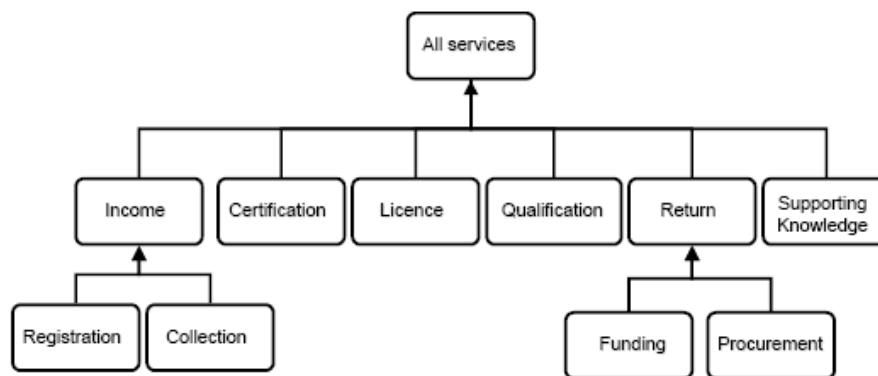 All services
Income
Certification
Licence
Qualification
Return
Supporting
Knowledge
Registration
Collection
Funding
Procurement